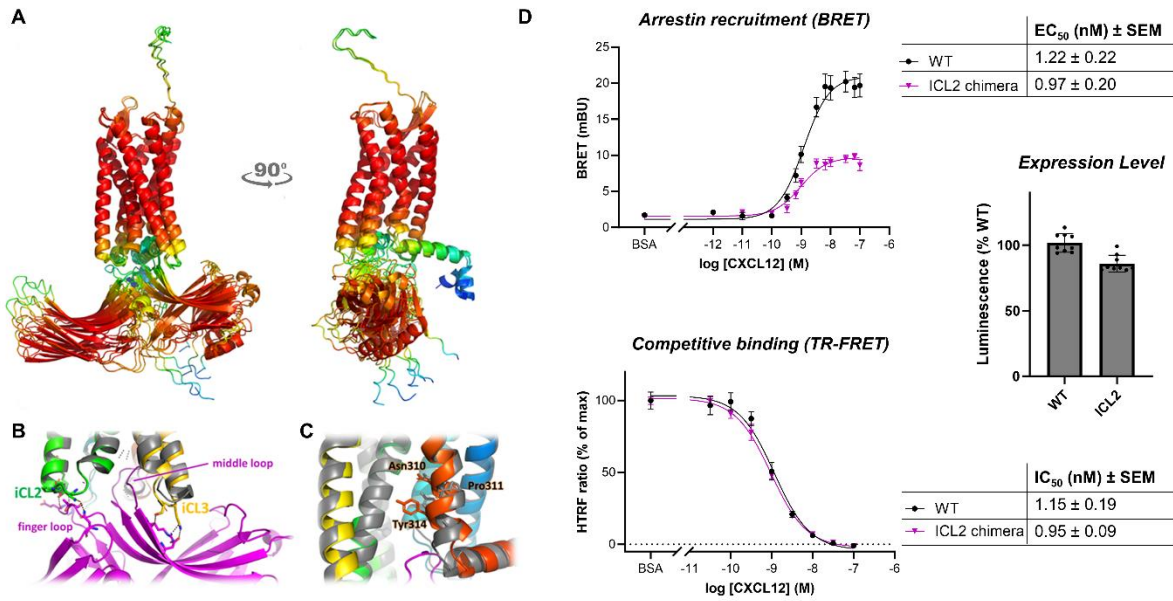 A
90°
B
middle loop
iCL2
iCL3
finger loop
C
Asn310
Pro311
Tyr314
D
Arrestin recruitment (BRET)
BRET (mBU)
25
20
15
10
5
0
BSA
-12
-11
-10
-9
-8
-7
-6
log [CXCL12] (M)
EC50 (nM) ± SEM
WT
1.22 ± 0.22
ICL2 chimera
0.97 ± 0.20
Expression Level
Luminescence (% WT)
100
50
0
WT
ICL2
Competitive binding (TR-FRET)
HTRF ratio (% of max)
100
50
0
BSA
-11
-10
-9
-8
-7
-6
log [CXCL12] (M)
IC50 (nM) ± SEM
WT
1.15 ± 0.19
ICL2 chimera
0.95 ± 0.09